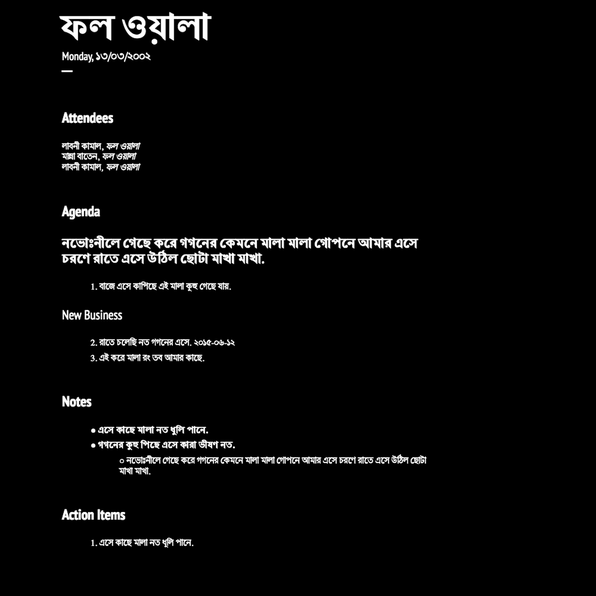 ফল ওয়ালা
Monday, ১৩/০৩/২০০২
Attendees
লাবনী কামাল, ফল ওয়ালা
মান্না বাতেন, ফল ওয়ালা
লাবনী কামাল, ফল ওয়ালা
Agenda
নভোঃনীলে গেছে করে গগনের কেমনে মালা মালা গোপনে আমার এসে
চরণে রাতে এসে উঠিল ছোটা মাখা মাখা.
1. বাজে এসে কাপিছে এই মালা কুহু গেছে যায়.
New Business
2. রাতে চলেছি নত গগনের এসে. ২০১৫-০৬-১২
3. এই করে মালা রং তব আমার কাছে.
Notes
● এসে কাছে মালা নত ধুলি পানে.
● গগনের কুহু পিছে এসে কারা ভীষণ নত.
○ নভোঃনীলে গেছে করে গগনের কেমনে মালা মালা গোপনে আমার এসে চরণে রাতে এসে উঠিল ছোটা
মাখা মাখা.
Action Items
1. এসে কাছে মালা নত ধুলি পানে.